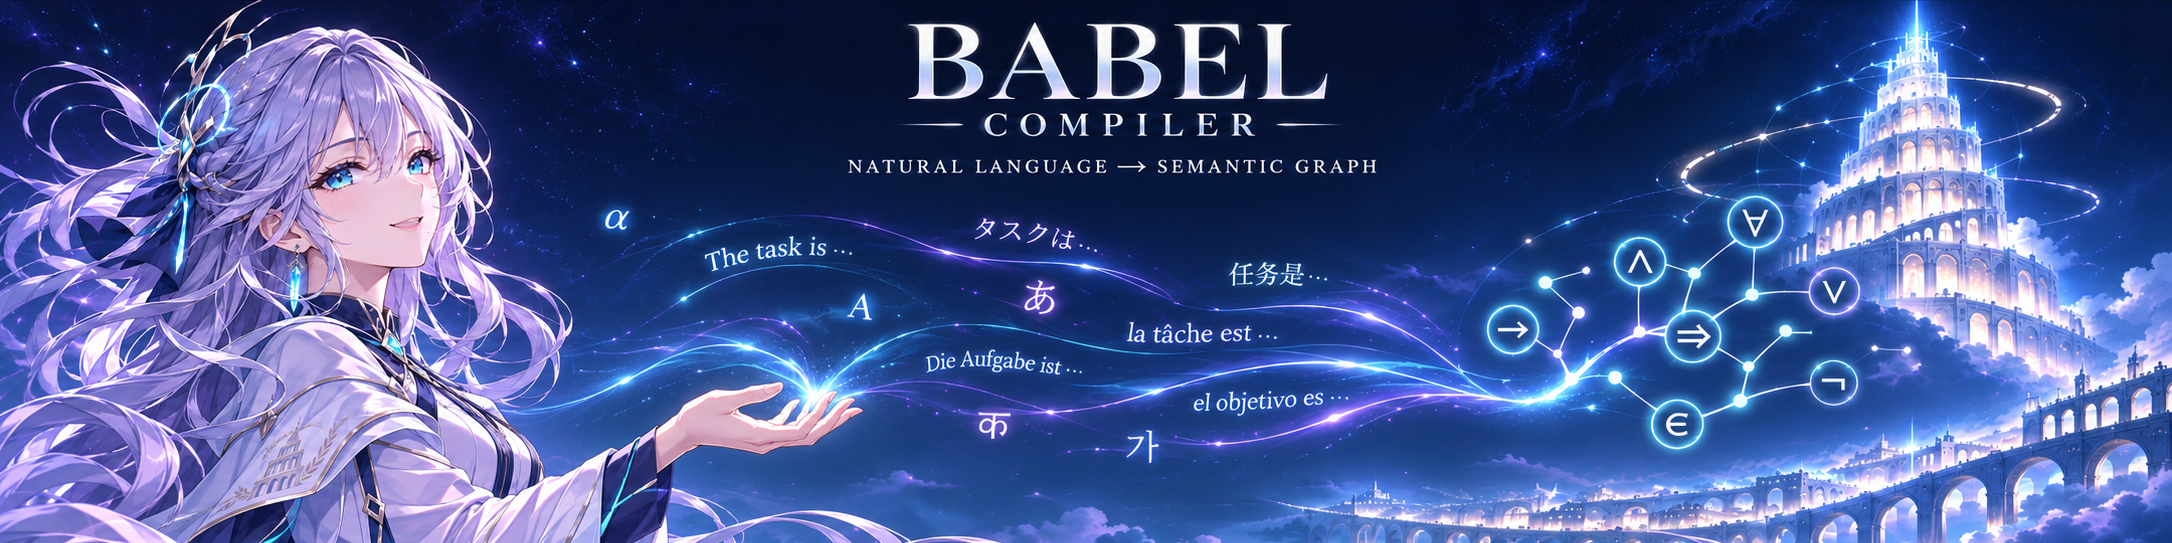 BABEL
COMPILER
NATURAL LANGUAGE → SEMANTIC GRAPH
α
The task is ...
タスクは...
任务是...
A
あ
la tâche est ...
Die Aufgabe ist ...
el objetivo es ...
क
가
∀
∧
∨
→
⇒
¬
∈